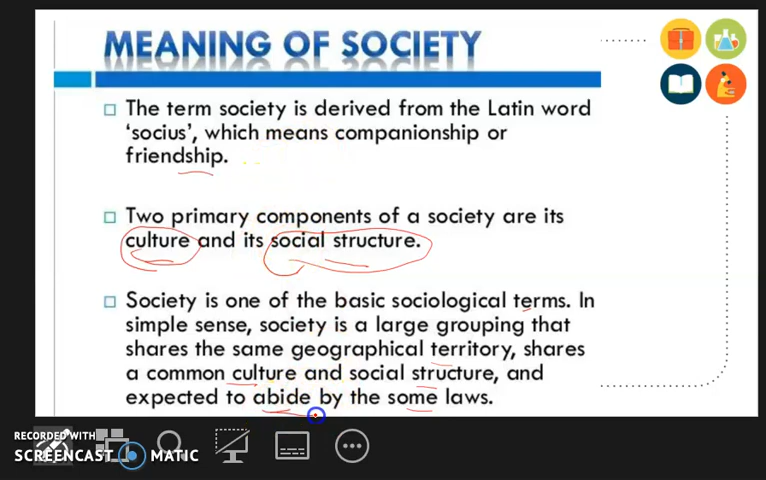 MEANING OF SOCIETY
The term society is derived from the Latin word
‘socius’, which means companionship or
friendship.
Two primary components of a society are its
culture and its social structure.
Society is one of the basic sociological terms. In
simple sense, society is a large grouping that
shares the same geographical territory, shares
a common culture and social structure, and
expected to abide by the some laws.
RECORDED WITH
SCREENCAST MATIC